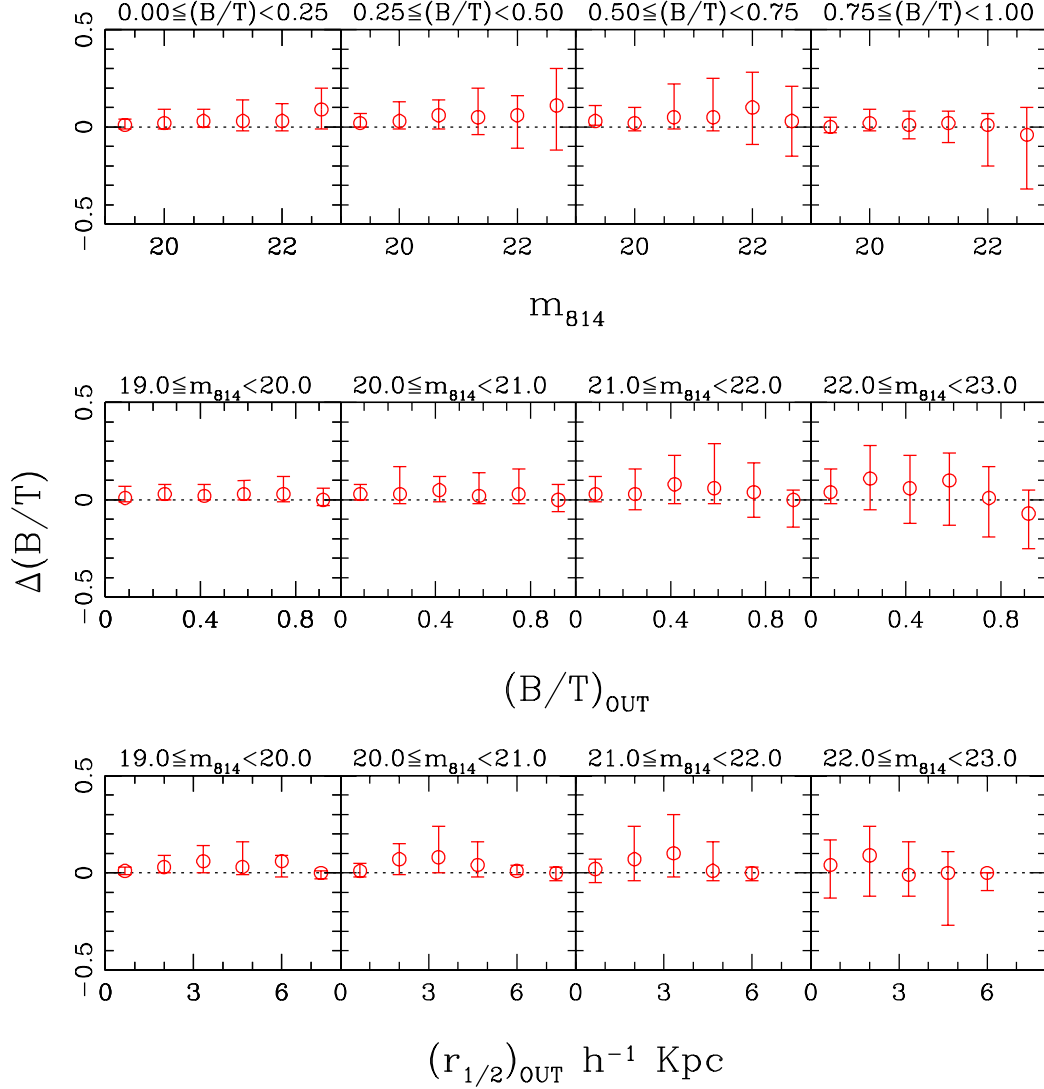 0.00≦(B/T)<0.25 0.25≦(B/T)<0.50 0.50≦(B/T)<0.75 0.75≦(B/T)<1.00
0.5
0
−0.5
20 22 20 22 20 22 20 22
m₈₁₄
19.0≦m₈₁₄<20.0 20.0≦m₈₁₄<21.0 21.0≦m₈₁₄<22.0 22.0≦m₈₁₄<23.0
0.5
0
−0.5
Δ(B/T)
0 0.4 0.8 0 0.4 0.8 0 0.4 0.8 0 0.4 0.8
(B/T)OUT
19.0≦m₈₁₄<20.0 20.0≦m₈₁₄<21.0 21.0≦m₈₁₄<22.0 22.0≦m₈₁₄<23.0
0.5
0
−0.5
0 3 6 0 3 6 0 3 6 0 3 6
(r₁/₂)OUT h⁻¹ Kpc